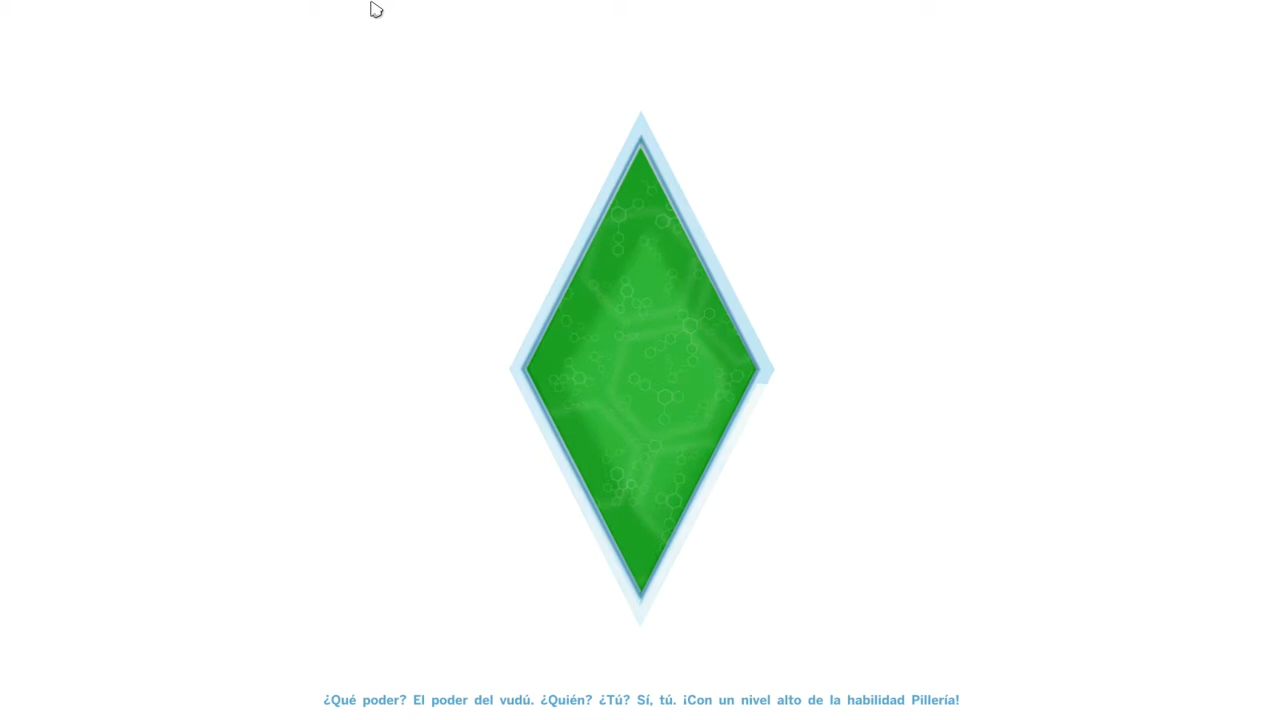 ¿Qué poder? El poder del vudú. ¿Quién? ¿Tú? Sí, tú. ¡Con un nivel alto de la habilidad Pillería!